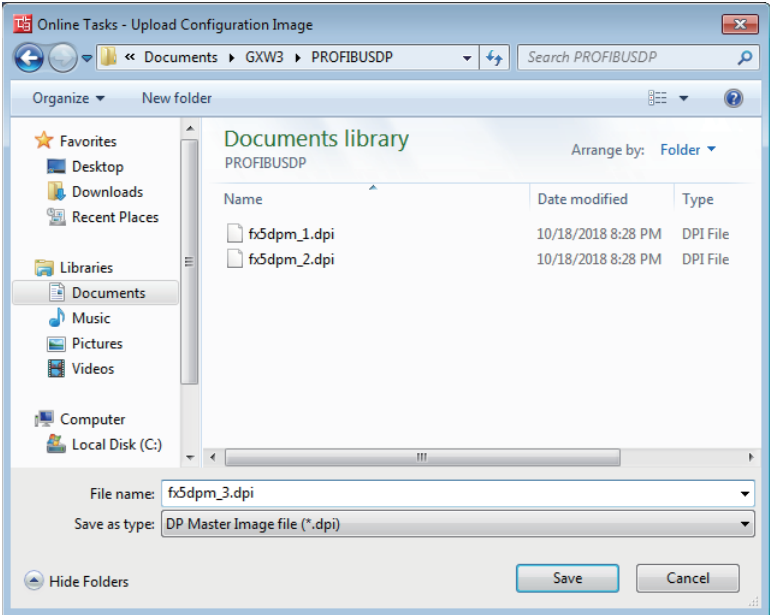 Online Tasks - Upload Configuration Image
« Documents GXW3 PROFIBUSDP
Search PROFIBUSDP
Organize New folder
Favorites
Desktop
Downloads
Recent Places
Libraries
Documents
Music
Pictures
Videos
Computer
Local Disk (C:)
Documents library
PROFIBUSDP
Arrange by: Folder
Name Date modified Type
fx5dpm_1.dpi 10/18/2018 8:28 PM DPI File
fx5dpm_2.dpi 10/18/2018 8:28 PM DPI File
File name: fx5dpm_3.dpi
Save as type: DP Master Image file (*.dpi)
Hide Folders Save Cancel